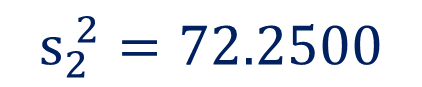 s₂² = 72.2500